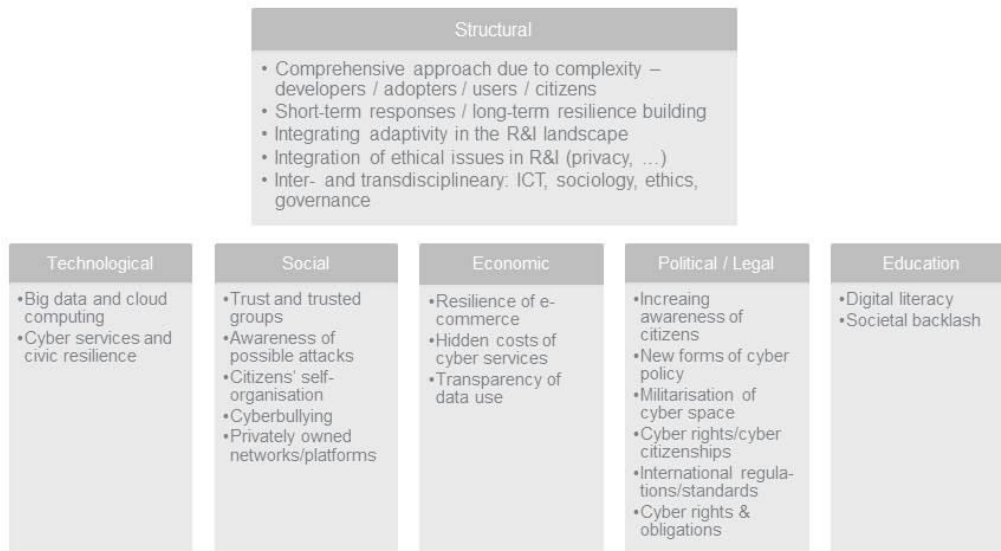 Structural
• Comprehensive approach due to complexity –
developers / adopters / users / citizens
• Short-term responses / long-term resilience building
• Integrating adaptivity in the R&I landscape
• Integration of ethical issues in R&I (privacy, …)
• Inter- and transdisciplineary: ICT, sociology, ethics,
governance
Technological
•Big data and cloud
computing
•Cyber services and
civic resilience
Social
•Trust and trusted
groups
•Awareness of
possible attacks
•Citizens' self-
organisation
•Cyberbullying
•Privately owned
networks/platforms
Economic
•Resilience of e-
commerce
•Hidden costs of
cyber services
•Transparency of
data use
Political / Legal
•Increaing
awareness of
citizens
•New forms of cyber
policy
•Militarisation of
cyber space
•Cyber rights/cyber
citizenships
•International regula-
tions/standards
•Cyber rights &
obligations
Education
•Digital literacy
•Societal backlash